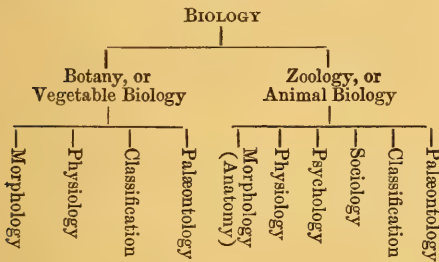 BIOLOGY
Botany, or
Vegetable Biology
Zoology, or
Animal Biology
Morphology
Physiology
Classification
Palæontology
Morphology
(Anatomy)
Physiology
Psychology
Sociology
Classification
Palæontology